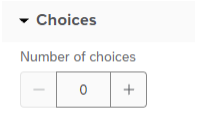 Choices
Number of choices
− 0 +